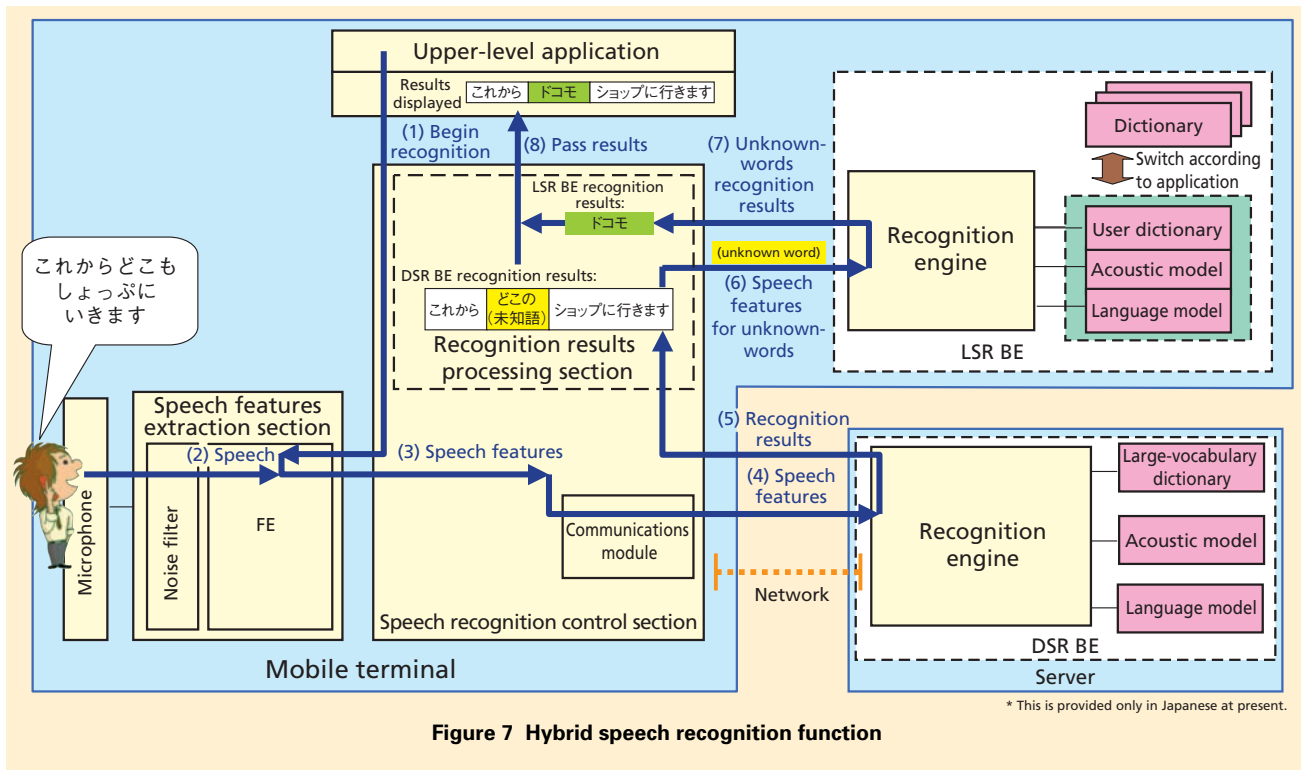 Upper-level application
Results
displayed
これから ドコモ ショップに行きます
(1) Begin
recognition
(8) Pass results
(7) Unknown-
words
recognition
results
LSR BE recognition
results:
ドコモ
DSR BE recognition results:
これから どこの
(未知語) ショップに行きます
Recognition results
processing section
(unknown word)
(6) Speech
features
for unknown-
words
Dictionary
Switch according
to application
Recognition
engine
User dictionary
Acoustic model
Language model
LSR BE
これからどこも
しょっぷに
いきます
Microphone
Speech features
extraction section
(2) Speech
Noise filter
FE
(3) Speech features
Communications
module
Speech recognition control section
Mobile terminal
(5) Recognition
results
(4) Speech
features
Network
Recognition
engine
Large-vocabulary
dictionary
Acoustic model
Language model
DSR BE
Server
* This is provided only in Japanese at present.
Figure 7 Hybrid speech recognition function